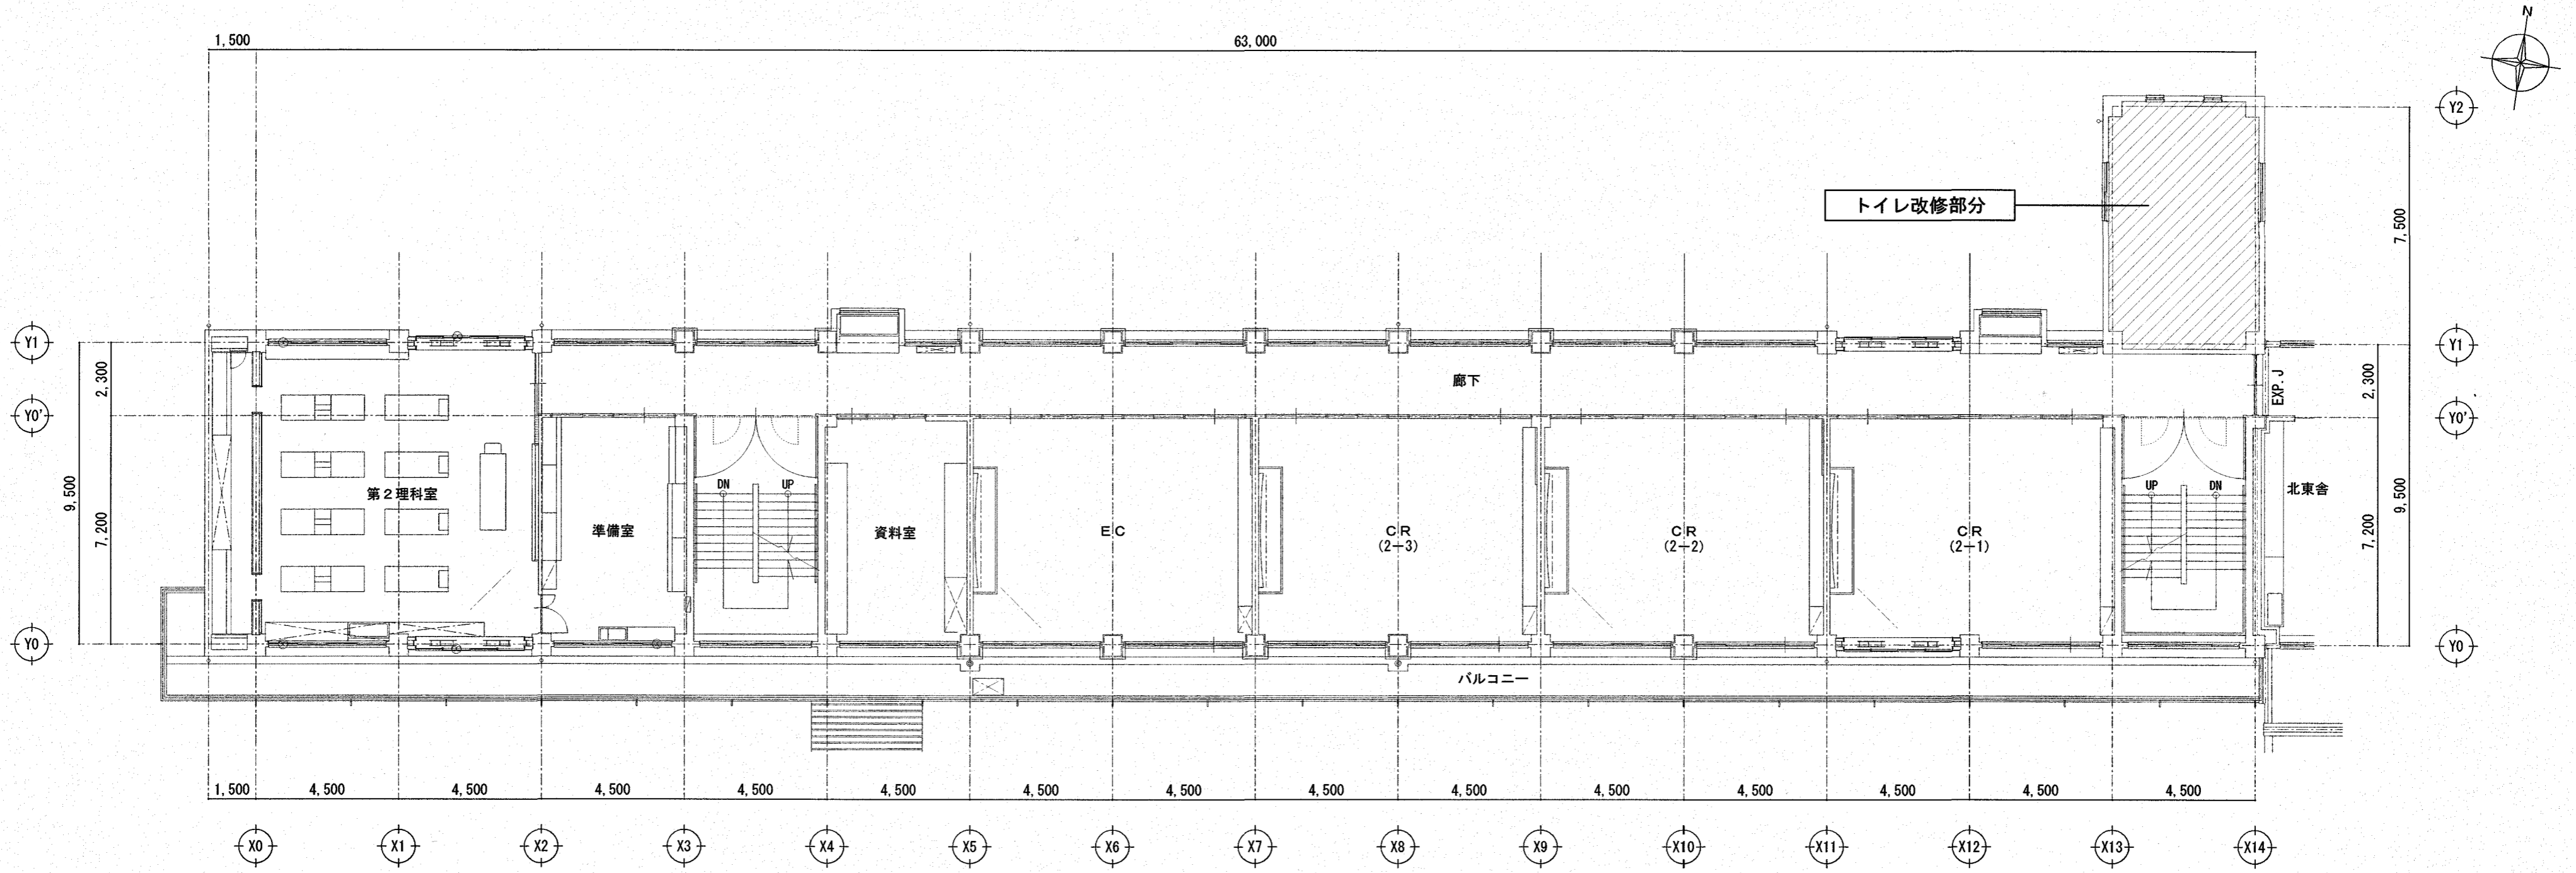 N
1,500
63,000
Y2
トイレ改修部分
7,500
Y1
Y1
2,300
廊下
EXP.J
2,300
Y0'
Y0'
9,500
7,200
第2理科室
準備室
DN
UP
資料室
EC
CR
(2-3)
CR
(2-2)
CR
(2-1)
UP
DN
北東舎
7,200
9,500
Y0
Y0
バルコニー
1,500
4,500
4,500
4,500
4,500
4,500
4,500
4,500
4,500
4,500
4,500
4,500
4,500
4,500
4,500
X0
X1
X2
X3
X4
X5
X6
X7
X8
X9
X10
X11
X12
X13
X14